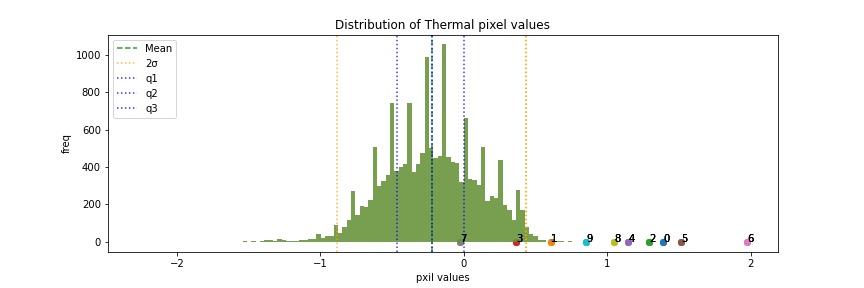 Distribution of Thermal pixel values
Mean
2σ
q1
q2
q3
freq
1000
800
600
400
200
0
7 3 1 9 8 4 2 0 5 6
−2 −1 0 1 2
pxil values